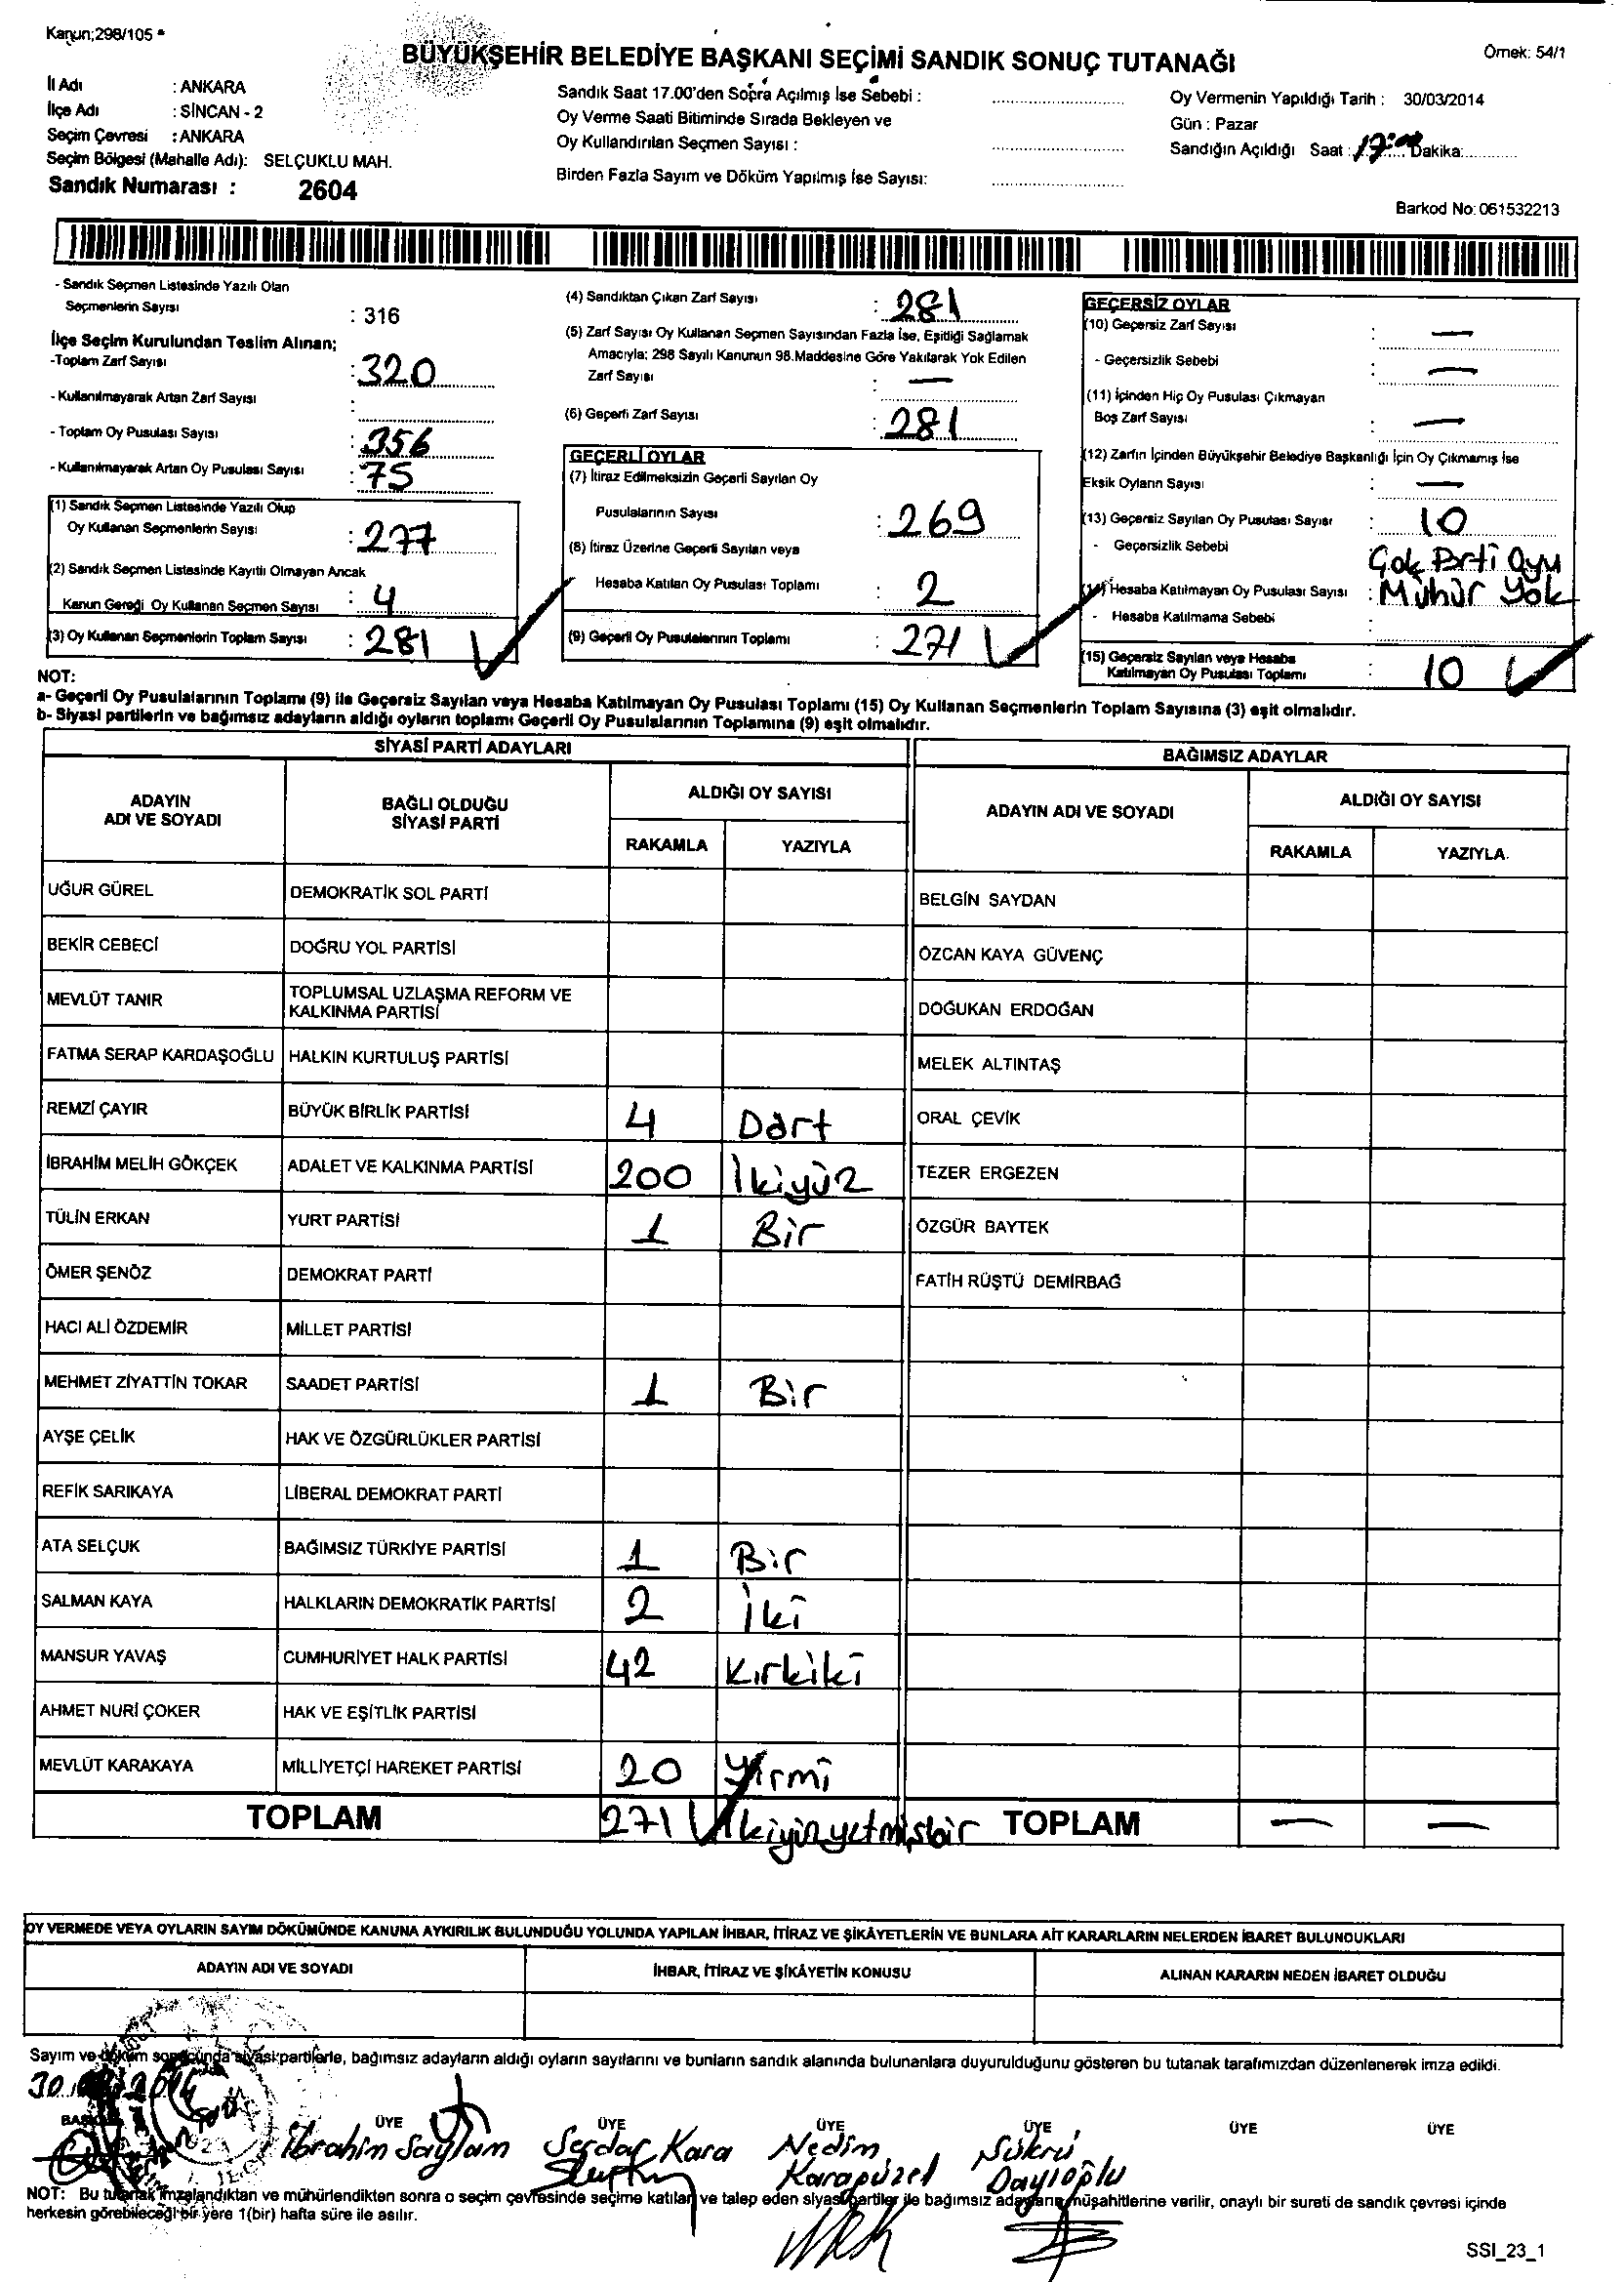 Kanun;298/105
BÜYÜKŞEHİR BELEDİYE BAŞKANI SEÇİMİ SANDIK SONUÇ TUTANAĞI
Örnek: 54/1
İl Adı : ANKARA
İlçe Adı : SİNCAN - 2
Seçim Çevresi : ANKARA
Seçim Bölgesi (Mahalle Adı): SELÇUKLU MAH.
Sandık Numarası : 2604
Sandık Saat 17.00'den Sonra Açılmış İse Sebebi :
Oy Verme Saati Bitiminde Sırada Bekleyen ve
Oy Kullandırılan Seçmen Sayısı :
Birden Fazla Sayım ve Döküm Yapılmış İse Sayısı:
Oy Vermenin Yapıldığı Tarih : 30/03/2014
Gün : Pazar
Sandığın Açıldığı Saat : 17:00 Dakika:
Barkod No: 061532213
- Sandık Seçmen Listesinde Yazılı Olan
Seçmenlerin Sayısı : 316
İlçe Seçim Kurulundan Teslim Alınan;
-Toplam Zarf Sayısı : 320
- Kullanılmayarak Artan Zarf Sayısı :
- Toplam Oy Pusulası Sayısı : 356
- Kullanılmayarak Artan Oy Pusulası Sayısı : 75
(1) Sandık Seçmen Listesinde Yazılı Olup
Oy Kullanan Seçmenlerin Sayısı : 277
(2) Sandık Seçmen Listesinde Kayıtlı Olmayan Ancak
Kanun Gereği Oy Kullanan Seçmen Sayısı : 4
(3) Oy Kullanan Seçmenlerin Toplam Sayısı : 281
(4) Sandıktan Çıkan Zarf Sayısı : 281
(5) Zarf Sayısı Oy Kullanan Seçmen Sayısından Fazla İse, Eşitliği Sağlamak
Amacıyla; 298 Sayılı Kanunun 98.Maddesine Göre Yakılarak Yok Edilen
Zarf Sayısı : —
(6) Geçerli Zarf Sayısı : 281
GEÇERLİ OYLAR
(7) İtiraz Edilmeksizin Geçerli Sayılan Oy
Pusulalarının Sayısı : 269
(8) İtiraz Üzerine Geçerli Sayılan veya
Hesaba Katılan Oy Pusulası Toplamı : 2
(9) Geçerli Oy Pusulalarının Toplamı : 271
GEÇERSİZ OYLAR
(10) Geçersiz Zarf Sayısı : —
- Geçersizlik Sebebi : —
(11) İçinden Hiç Oy Pusulası Çıkmayan
Boş Zarf Sayısı : —
(12) Zarfın İçinden Büyükşehir Belediye Başkanlığı İçin Oy Çıkmamış İse
Eksik Oyların Sayısı : —
(13) Geçersiz Sayılan Oy Pusulası Sayısı : 10
- Geçersizlik Sebebi Çok Parti Oyu
(14) Hesaba Katılmayan Oy Pusulası Sayısı : Mühür Yok
- Hesaba Katılmama Sebebi :
(15) Geçersiz Sayılan veya Hesaba
Katılmayan Oy Pusulası Toplamı : 10
NOT:
a- Geçerli Oy Pusulalarının Toplamı (9) ile Geçersiz Sayılan veya Hesaba Katılmayan Oy Pusulası Toplamı (15) Oy Kullanan Seçmenlerin Toplam Sayısına (3) eşit olmalıdır.
b- Siyasi partilerin ve bağımsız adayların aldığı oyların toplamı Geçerli Oy Pusulalarının Toplamına (9) eşit olmalıdır.
SİYASİ PARTİ ADAYLARI
ADAYIN ADI VE SOYADI
BAĞLI OLDUĞU SİYASİ PARTİ
ALDIĞI OY SAYISI
RAKAMLA YAZIYLA
UĞUR GÜREL DEMOKRATİK SOL PARTİ
BEKİR CEBECİ DOĞRU YOL PARTİSİ
MEVLÜT TANIR TOPLUMSAL UZLAŞMA REFORM VE KALKINMA PARTİSİ
FATMA SERAP KARDAŞOĞLU HALKIN KURTULUŞ PARTİSİ
REMZİ ÇAYIR BÜYÜK BİRLİK PARTİSİ 4 Dört
İBRAHİM MELİH GÖKÇEK ADALET VE KALKINMA PARTİSİ 200 İkiyüz
TÜLİN ERKAN YURT PARTİSİ 1 Bir
ÖMER ŞENÖZ DEMOKRAT PARTİ
HACI ALİ ÖZDEMİR MİLLET PARTİSİ
MEHMET ZİYATTİN TOKAR SAADET PARTİSİ 1 Bir
AYŞE ÇELİK HAK VE ÖZGÜRLÜKLER PARTİSİ
REFİK SARIKAYA LİBERAL DEMOKRAT PARTİ
ATA SELÇUK BAĞIMSIZ TÜRKİYE PARTİSİ 1 Bir
SALMAN KAYA HALKLARIN DEMOKRATİK PARTİSİ 2 İki
MANSUR YAVAŞ CUMHURİYET HALK PARTİSİ 42 Kırkiki
AHMET NURİ ÇOKER HAK VE EŞİTLİK PARTİSİ
MEVLÜT KARAKAYA MİLLİYETÇİ HAREKET PARTİSİ 20 Yirmi
TOPLAM 271 İkiyüzyetmişbir
BAĞIMSIZ ADAYLAR
ADAYIN ADI VE SOYADI
ALDIĞI OY SAYISI
RAKAMLA YAZIYLA.
BELGİN SAYDAN
ÖZCAN KAYA GÜVENÇ
DOĞUKAN ERDOĞAN
MELEK ALTINTAŞ
ORAL ÇEVİK
TEZER ERGEZEN
ÖZGÜR BAYTEK
FATİH RÜŞTÜ DEMİRBAĞ
TOPLAM — —
OY VERMEDE VEYA OYLARIN SAYIM DÖKÜMÜNDE KANUNA AYKIRILIK BULUNDUĞU YOLUNDA YAPILAN İHBAR, İTİRAZ VE ŞİKÂYETLERİN VE BUNLARA AİT KARARLARIN NELERDEN İBARET BULUNDUKLARI
ADAYIN ADI VE SOYADI
İHBAR, İTİRAZ VE ŞİKÂYETİN KONUSU
ALINAN KARARIN NEDEN İBARET OLDUĞU
Sayım ve döküm sonucunda siyasi partilerle, bağımsız adayların aldığı oyların sayılarını ve bunların sandık alanında bulunanlara duyurulduğunu gösteren bu tutanak tarafımızdan düzenlenerek imza edildi.
ÜYE ÜYE ÜYE ÜYE ÜYE ÜYE
İbrahim Saylam Serdar Kara Nedim Karapüzel Şükrü Dayıoğlu
NOT: Bu tutanak imzalandıktan ve mühürlendikten sonra o seçim çevresinde seçime katılan ve talep eden siyasi partiler ile bağımsız adayların müşahitlerine verilir, onaylı bir sureti de sandık çevresi içinde
herkesin görebileceği bir yere 1(bir) hafta süre ile asılır.
SSI_23_1